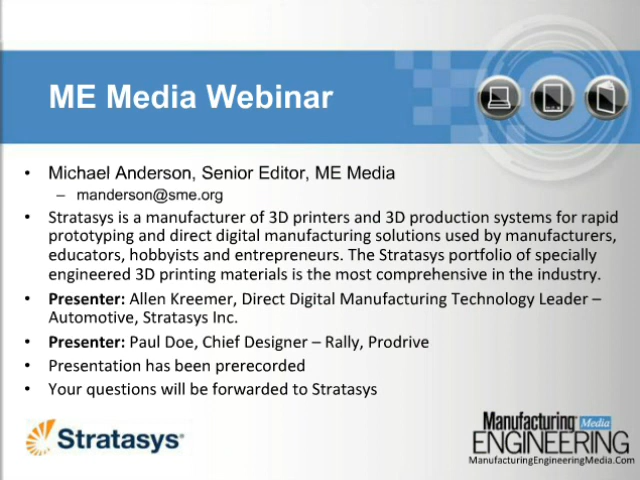 ME Media Webinar
• Michael Anderson, Senior Editor, ME Media
– manderson@sme.org
• Stratasys is a manufacturer of 3D printers and 3D production systems for rapid
prototyping and direct digital manufacturing solutions used by manufacturers,
educators, hobbyists and entrepreneurs. The Stratasys portfolio of specially
engineered 3D printing materials is the most comprehensive in the industry.
• Presenter: Allen Kreemer, Direct Digital Manufacturing Technology Leader –
Automotive, Stratasys Inc.
• Presenter: Paul Doe, Chief Designer – Rally, Prodrive
• Presentation has been prerecorded
• Your questions will be forwarded to Stratasys
Stratasys
Manufacturing Media
ENGINEERING
ManufacturingEngineeringMedia.Com